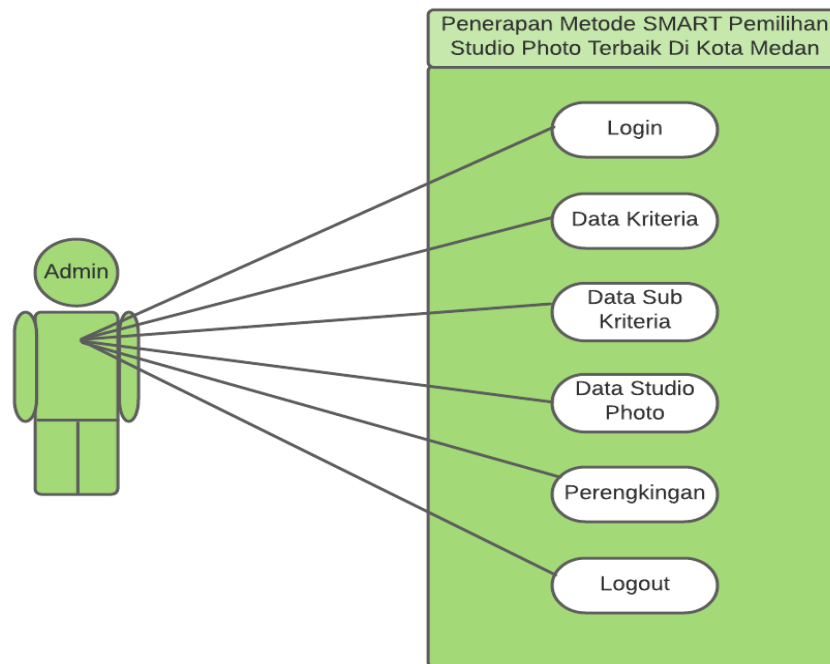 Penerapan Metode SMART Pemilihan
Studio Photo Terbaik Di Kota Medan
Login
Data Kriteria
Admin
Data Sub
Kriteria
Data Studio
Photo
Perengkingan
Logout